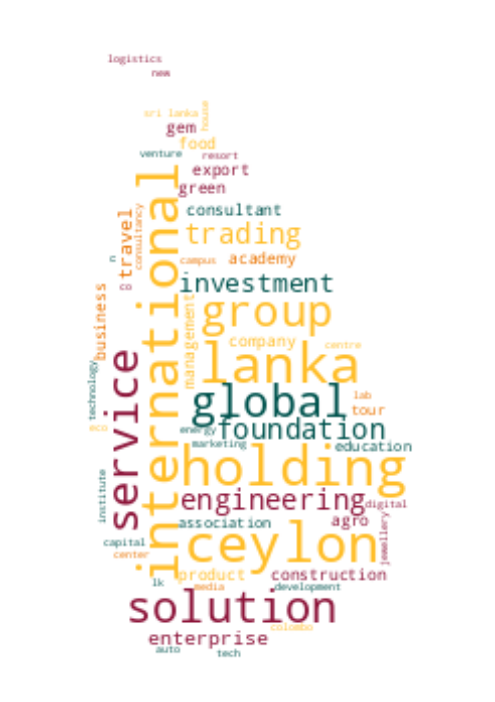 logistics
new
sri lanka
house
gem
food
venture
resort
export
green
consultant
travel
consultancy
international
trading
n
campus
academy
co
investment
business
management
group
company
centre
lanka
service
technology
global
lab
tour
eco
energy
foundation
marketing
education
holding
institute
engineering
digital
association
agro
jewellery
ceylon
capital
center
product
construction
lk
media
development
solution
colombo
enterprise
auto
tech